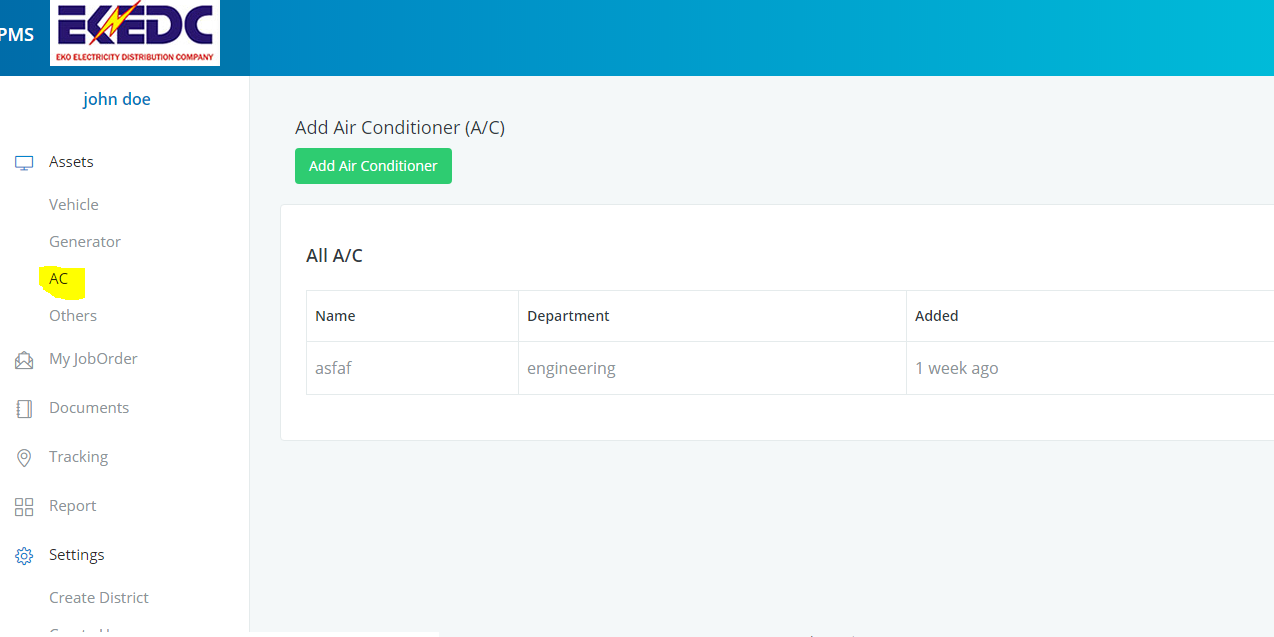 PMS
EKEDC
EKO ELECTRICITY DISTRIBUTION COMPANY
john doe
Assets
Vehicle
Generator
AC
Others
My JobOrder
Documents
Tracking
Report
Settings
Create District
Add Air Conditioner (A/C)
Add Air Conditioner
All A/C
Name Department Added
asfaf engineering 1 week ago